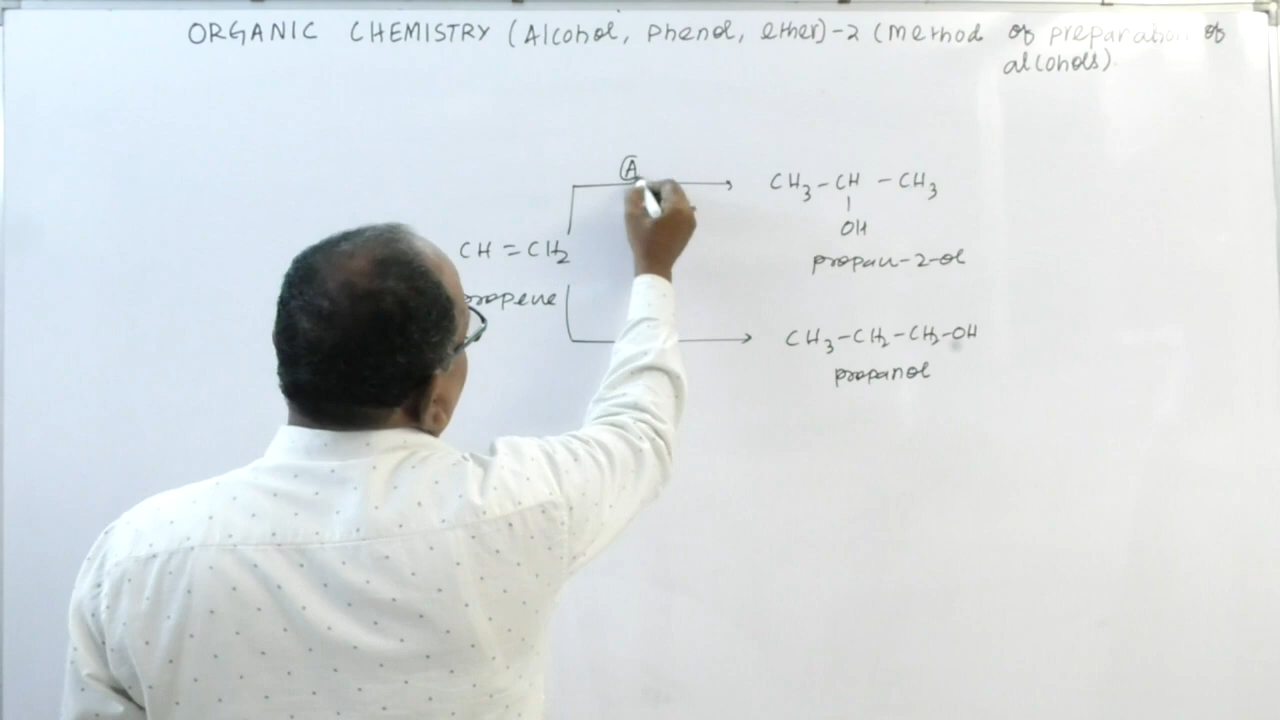 ORGANIC CHEMISTRY (Alcohol, Phenol, ether)-2 (Method of preparation of
alcohols).
A
CH3-CH-CH3
OH
propan-2-ol
CH=CH2
propene
CH3-CH2-CH2-OH
propanol